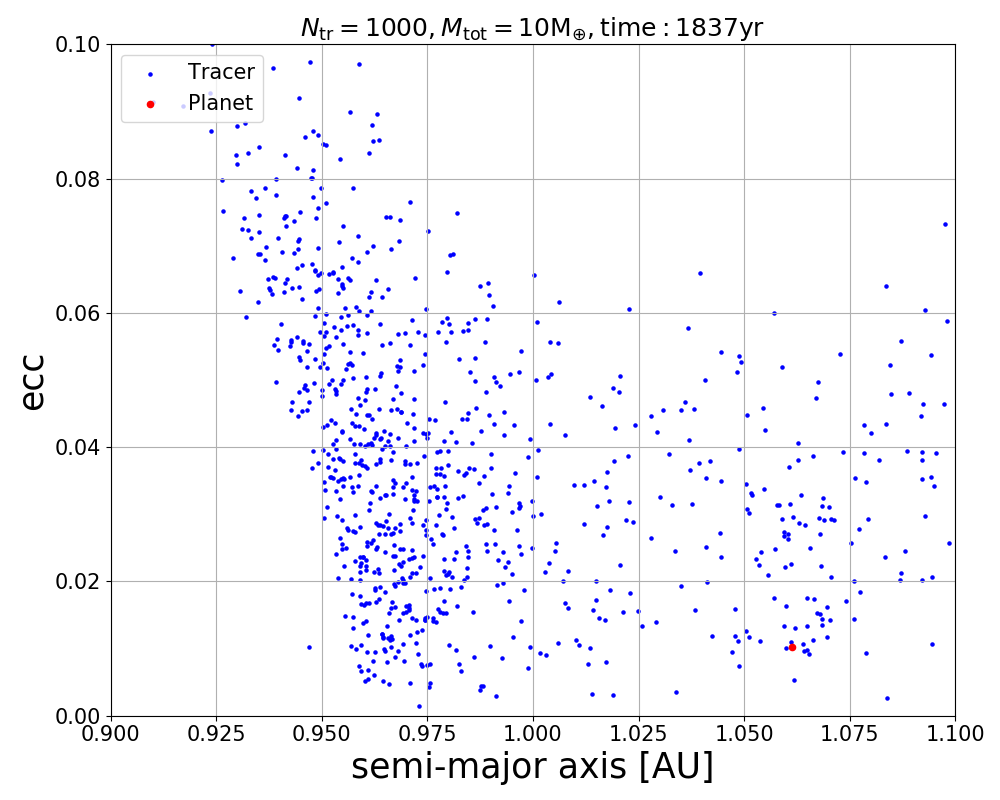 N_tr = 1000, M_tot = 10M_⊕, time : 1837yr
Tracer
Planet
0.10
0.08
0.06
0.04
0.02
0.00
ecc
0.900 0.925 0.950 0.975 1.000 1.025 1.050 1.075 1.100
semi-major axis [AU]